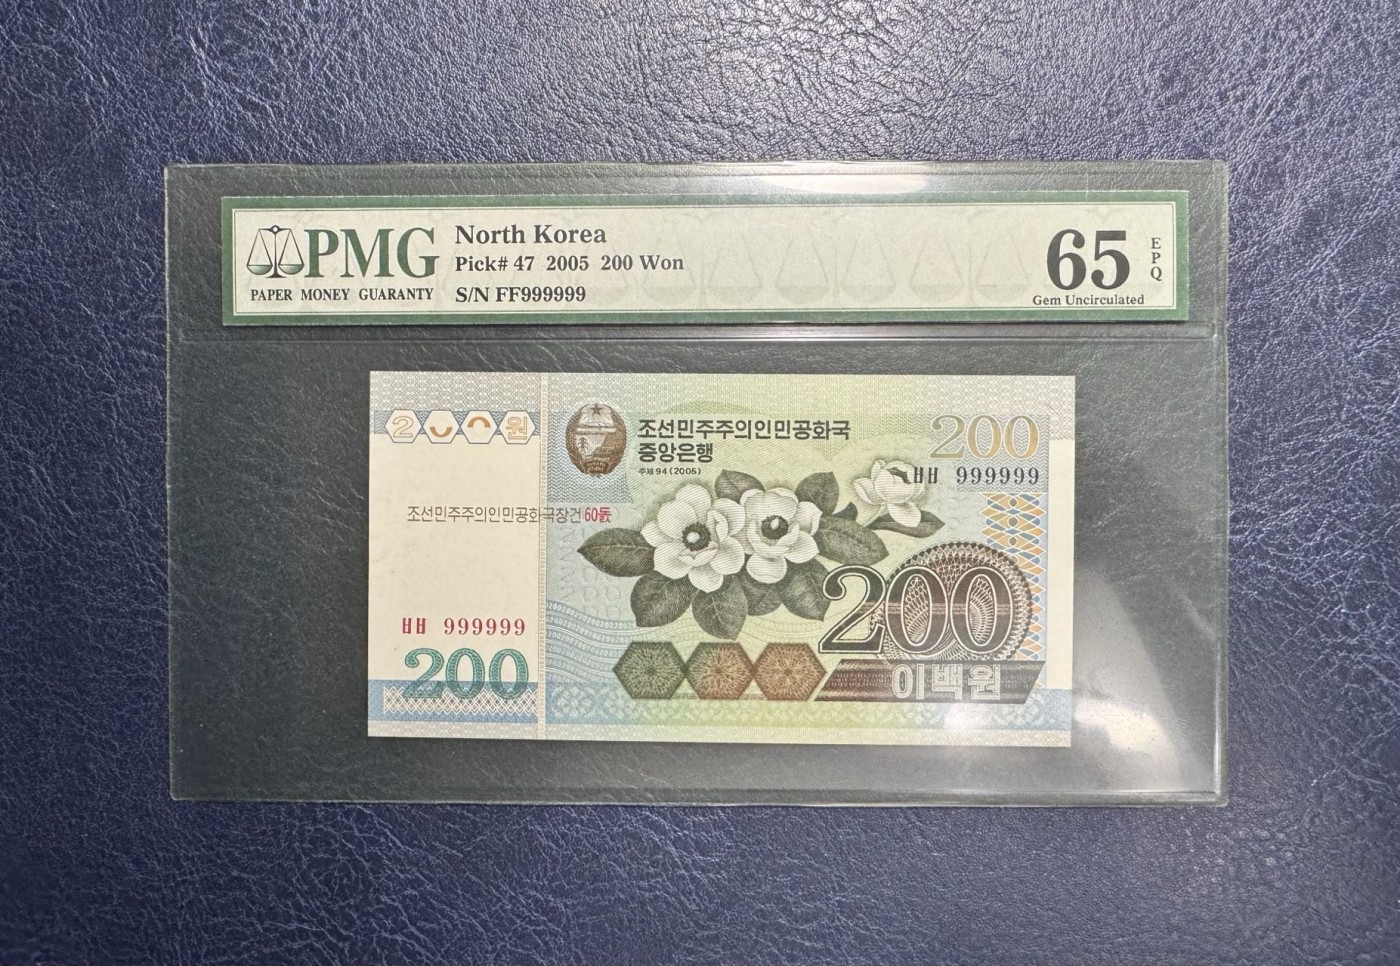 PMG
PAPER MONEY GUARANTY
North Korea
Pick# 47 2005 200 Won
S/N FF999999
65
EPQ
Gem Uncirculated
2 원
조선민주주의인민공화국
중앙은행
주체94(2005)
200
ㅂㅂ 999999
조선민주주의인민공화국창건60돐
ㅂㅂ 999999
200
200
이백원